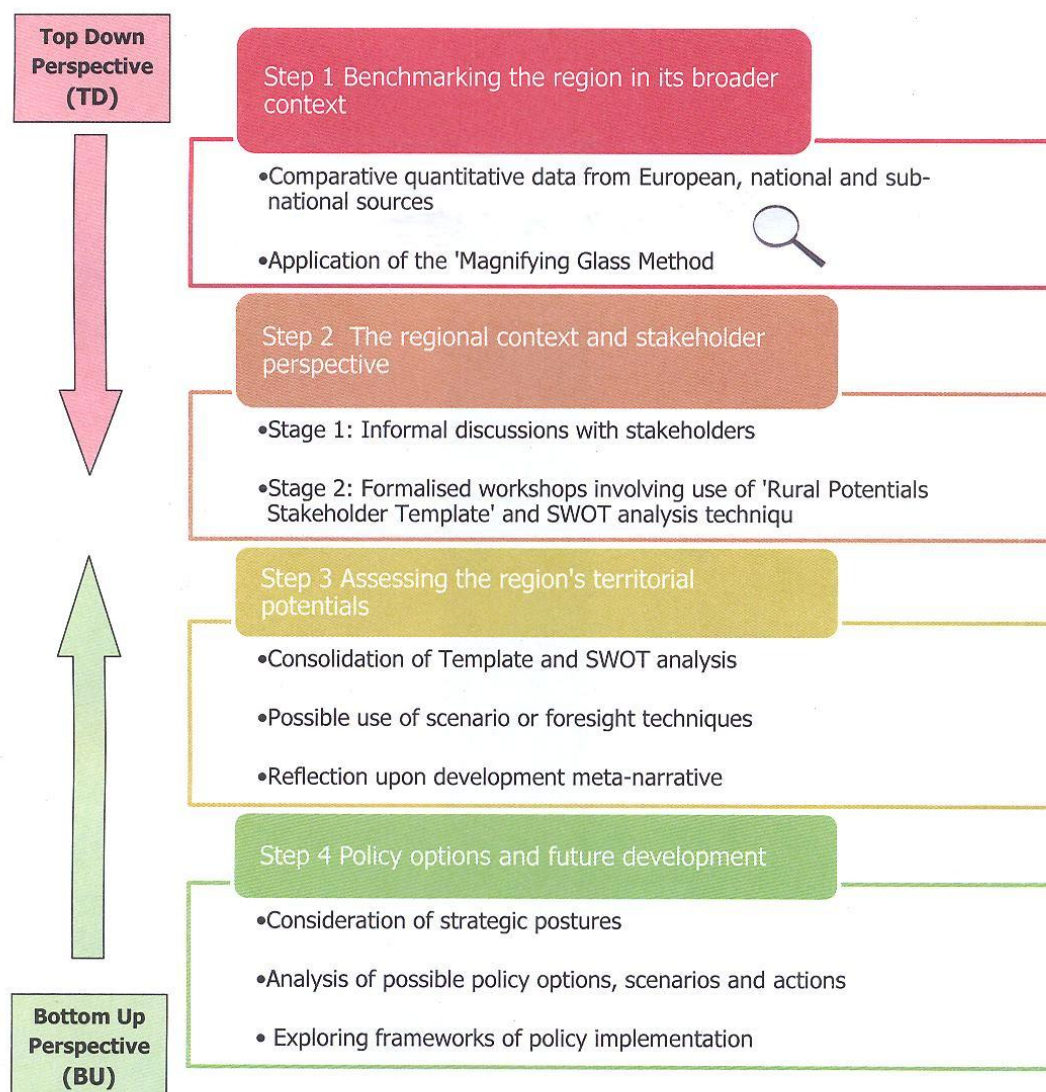 Top Down
Perspective
(TD)
Step 1 Benchmarking the region in its broader
context
•Comparative quantitative data from European, national and sub-
national sources
•Application of the 'Magnifying Glass Method
Step 2  The regional context and stakeholder
perspective
•Stage 1: Informal discussions with stakeholders
•Stage 2: Formalised workshops involving use of 'Rural Potentials
Stakeholder Template' and SWOT analysis techniqu
Step 3 Assessing the region's territorial
potentials
•Consolidation of Template and SWOT analysis
•Possible use of scenario or foresight techniques
•Reflection upon development meta-narrative
Step 4 Policy options and future development
•Consideration of strategic postures
•Analysis of possible policy options, scenarios and actions
• Exploring frameworks of policy implementation
Bottom Up
Perspective
(BU)